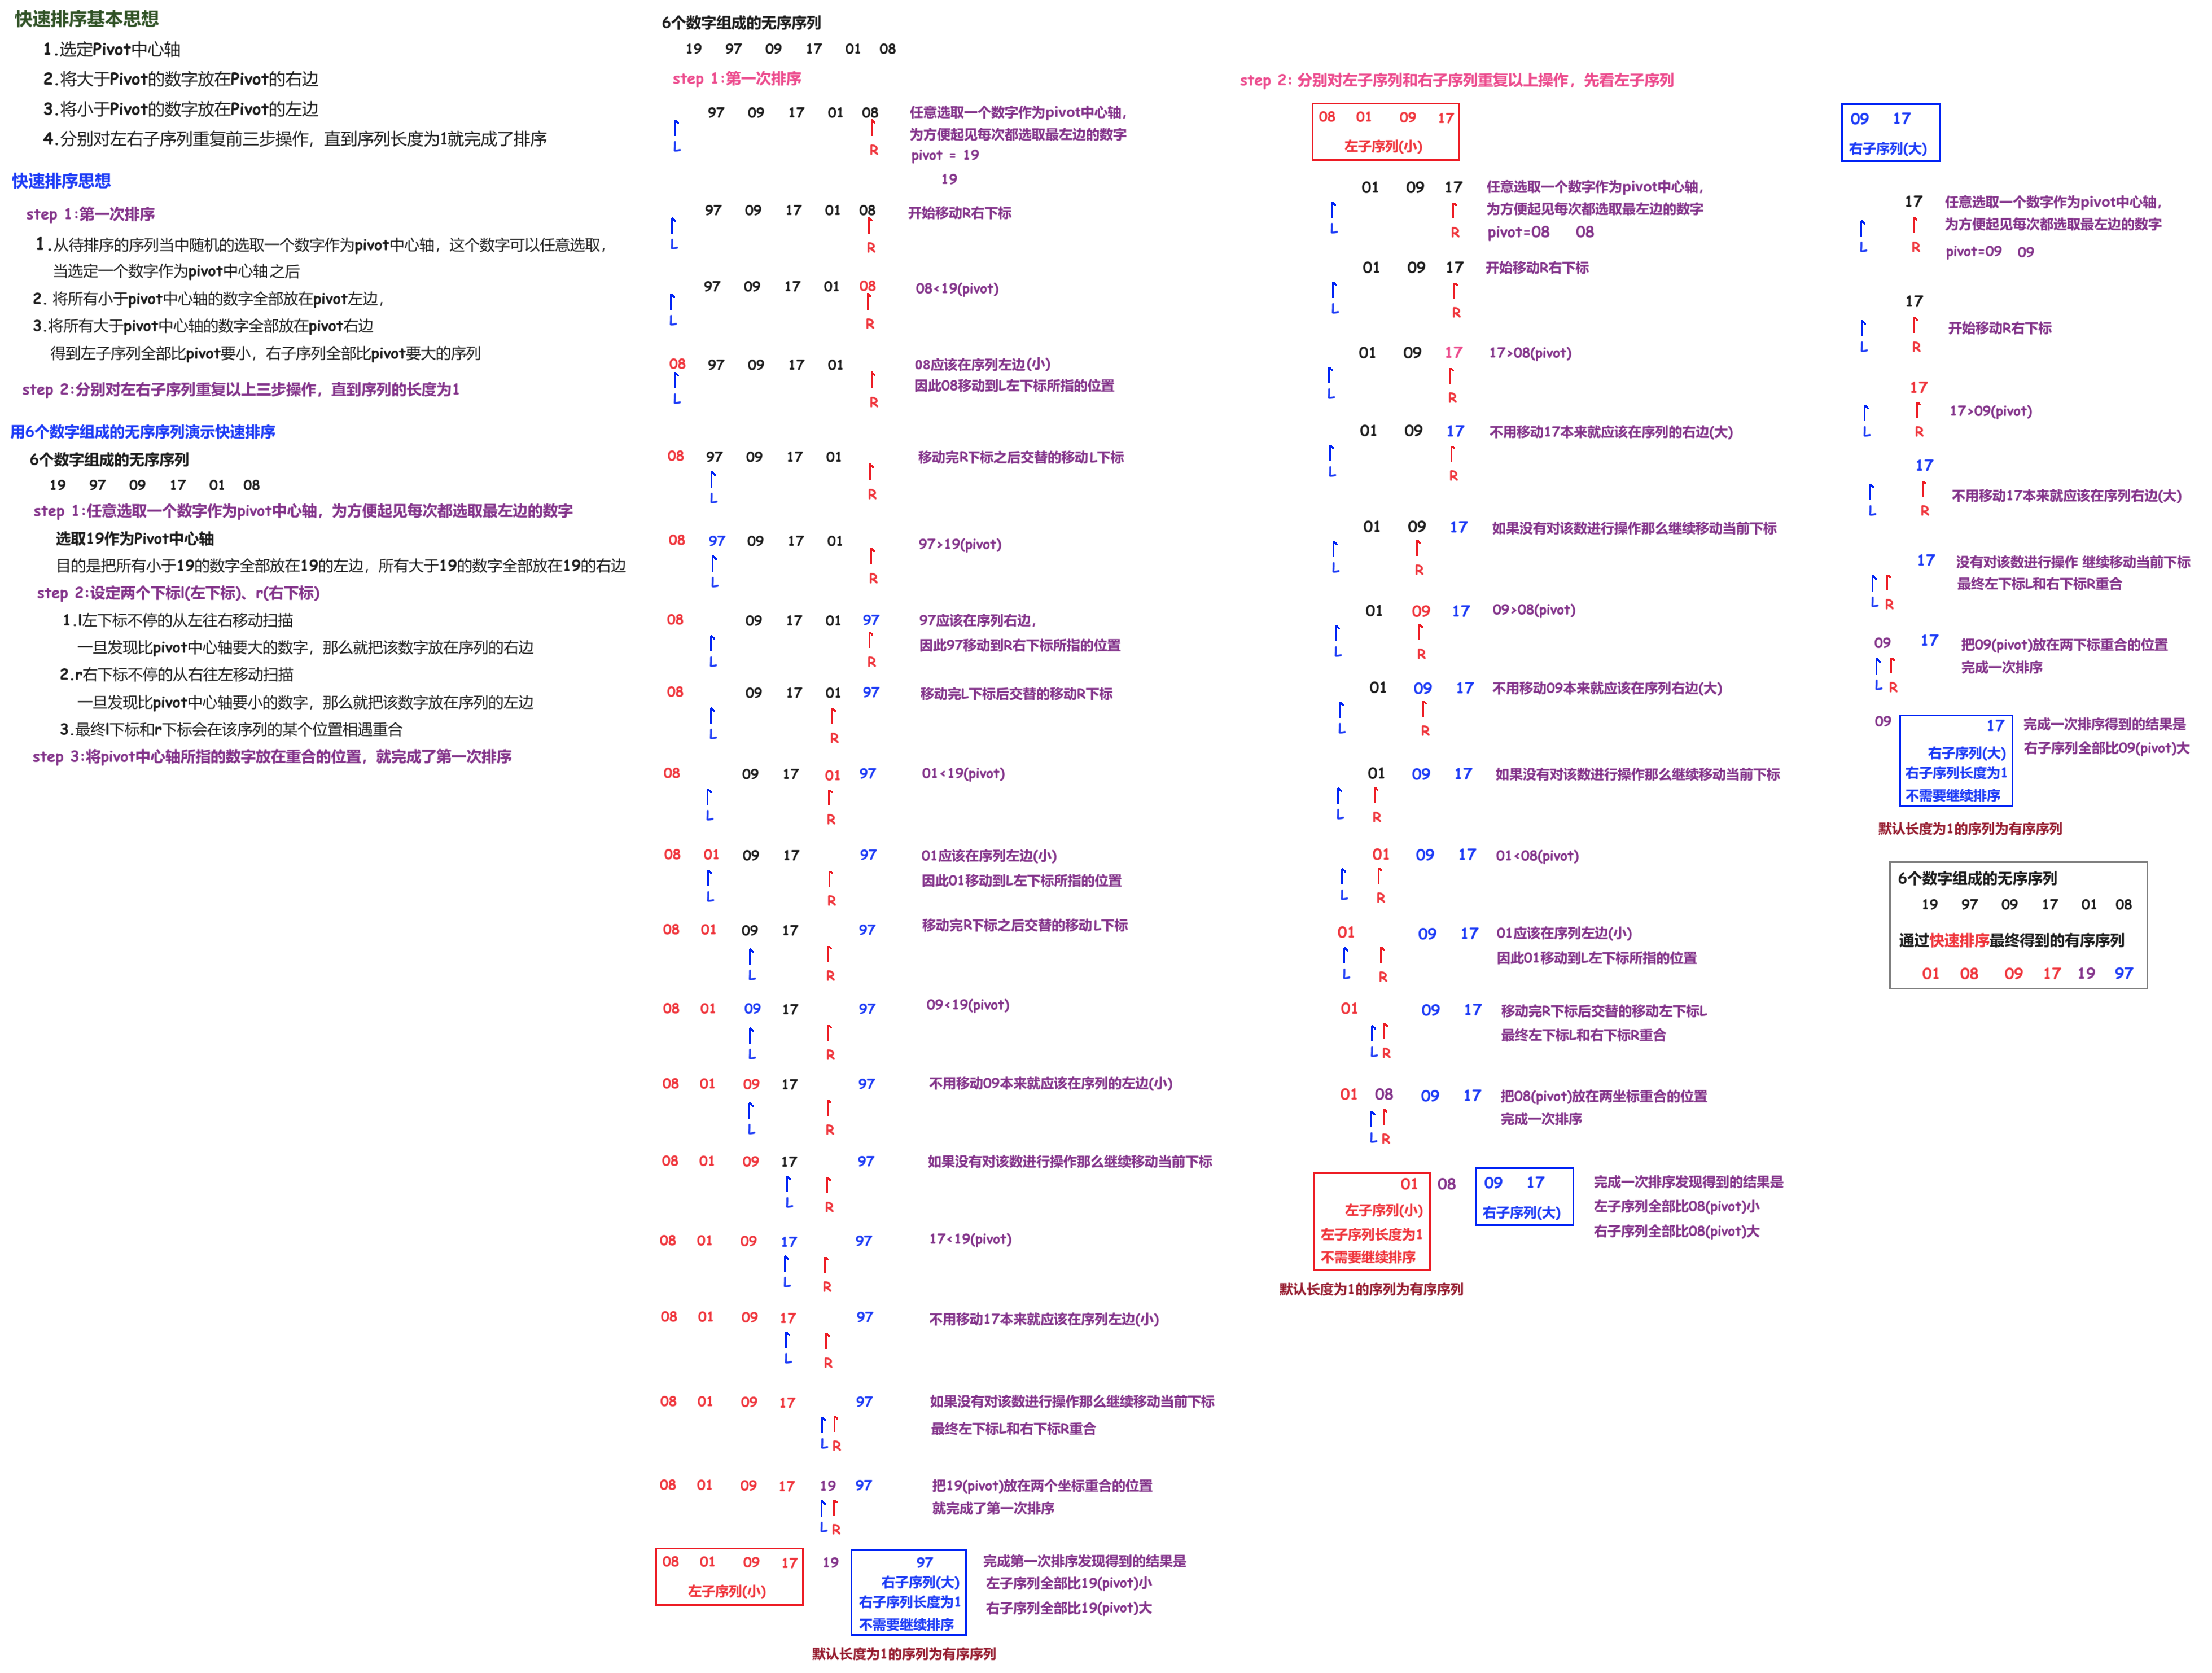 快速排序基本思想
1.选定Pivot中心轴
2.将大于Pivot的数字放在Pivot的右边
3.将小于Pivot的数字放在Pivot的左边
4.分别对左右子序列重复前三步操作，直到序列长度为1就完成了排序
快速排序思想
step 1:第一次排序
1.从待排序的序列当中随机的选取一个数字作为pivot中心轴，这个数字可以任意选取，
当选定一个数字作为pivot中心轴之后
2. 将所有小于pivot中心轴的数字全部放在pivot左边，
3.将所有大于pivot中心轴的数字全部放在pivot右边
得到左子序列全部比pivot要小，右子序列全部比pivot要大的序列
step 2:分别对左右子序列重复以上三步操作，直到序列的长度为1
用6个数字组成的无序序列演示快速排序
6个数字组成的无序序列
19 97 09 17 01 08
step 1:任意选取一个数字作为pivot中心轴，为方便起见每次都选取最左边的数字
选取19作为Pivot中心轴
目的是把所有小于19的数字全部放在19的左边，所有大于19的数字全部放在19的右边
step 2:设定两个下标l(左下标)、r(右下标)
1.l左下标不停的从左往右移动扫描
一旦发现比pivot中心轴要大的数字，那么就把该数字放在序列的右边
2.r右下标不停的从右往左移动扫描
一旦发现比pivot中心轴要小的数字，那么就把该数字放在序列的左边
3.最终l下标和r下标会在该序列的某个位置相遇重合
step 3:将pivot中心轴所指的数字放在重合的位置，就完成了第一次排序
6个数字组成的无序序列
19 97 09 17 01 08
step 1:第一次排序
97 09 17 01 08 任意选取一个数字作为pivot中心轴，
为方便起见每次都选取最左边的数字
L R pivot = 19
19
97 09 17 01 08 开始移动R右下标
L R
97 09 17 01 08 08<19(pivot)
L R
08 97 09 17 01 08应该在序列左边(小)
因此08移动到L左下标所指的位置
L R
08 97 09 17 01 移动完R下标之后交替的移动L下标
L R
08 97 09 17 01 97>19(pivot)
L R
08 09 17 01 97 97应该在序列右边，
因此97移动到R右下标所指的位置
L R
08 09 17 01 97 移动完L下标后交替的移动R下标
L R
08 09 17 01 97 01<19(pivot)
L R
08 01 09 17 97 01应该在序列左边(小)
因此01移动到L左下标所指的位置
L R
08 01 09 17 97 移动完R下标之后交替的移动L下标
L R
08 01 09 17 97 09<19(pivot)
L R
08 01 09 17 97 不用移动09本来就应该在序列的左边(小)
L R
08 01 09 17 97 如果没有对该数进行操作那么继续移动当前下标
L R
08 01 09 17 97 17<19(pivot)
L R
08 01 09 17 97 不用移动17本来就应该在序列左边(小)
L R
08 01 09 17 97 如果没有对该数进行操作那么继续移动当前下标
最终左下标L和右下标R重合
L R
08 01 09 17 19 97 把19(pivot)放在两个坐标重合的位置
就完成了第一次排序
L R
08 01 09 17 19 97 完成第一次排序发现得到的结果是
左子序列(小) 右子序列(大) 左子序列全部比19(pivot)小
右子序列长度为1 右子序列全部比19(pivot)大
不需要继续排序
默认长度为1的序列为有序序列
step 2: 分别对左子序列和右子序列重复以上操作，先看左子序列
08 01 09 17
左子序列(小)
01 09 17 任意选取一个数字作为pivot中心轴，
为方便起见每次都选取最左边的数字
L R pivot=08 08
01 09 17 开始移动R右下标
L R
01 09 17 17>08(pivot)
L R
01 09 17 不用移动17本来就应该在序列的右边(大)
L R
01 09 17 如果没有对该数进行操作那么继续移动当前下标
L R
01 09 17 09>08(pivot)
L R
01 09 17 不用移动09本来就应该在序列右边(大)
L R
01 09 17 如果没有对该数进行操作那么继续移动当前下标
L R
01 09 17 01<08(pivot)
L R
01 09 17 01应该在序列左边(小)
因此01移动到L左下标所指的位置
L R
01 09 17 移动完R下标后交替的移动左下标L
最终左下标L和右下标R重合
L R
01 08 09 17 把08(pivot)放在两坐标重合的位置
完成一次排序
L R
01 08 09 17 完成一次排序发现得到的结果是
左子序列(小) 右子序列(大) 左子序列全部比08(pivot)小
左子序列长度为1 右子序列全部比08(pivot)大
不需要继续排序
默认长度为1的序列为有序序列
09 17
右子序列(大)
17 任意选取一个数字作为pivot中心轴，
为方便起见每次都选取最左边的数字
L R pivot=09 09
17
开始移动R右下标
L R
17
17>09(pivot)
L R
17
不用移动17本来就应该在序列右边(大)
L R
17 没有对该数进行操作 继续移动当前下标
最终左下标L和右下标R重合
L R
09 17 把09(pivot)放在两下标重合的位置
完成一次排序
L R
09 17 完成一次排序得到的结果是
右子序列(大) 右子序列全部比09(pivot)大
右子序列长度为1
不需要继续排序
默认长度为1的序列为有序序列
6个数字组成的无序序列
19 97 09 17 01 08
通过快速排序最终得到的有序序列
01 08 09 17 19 97